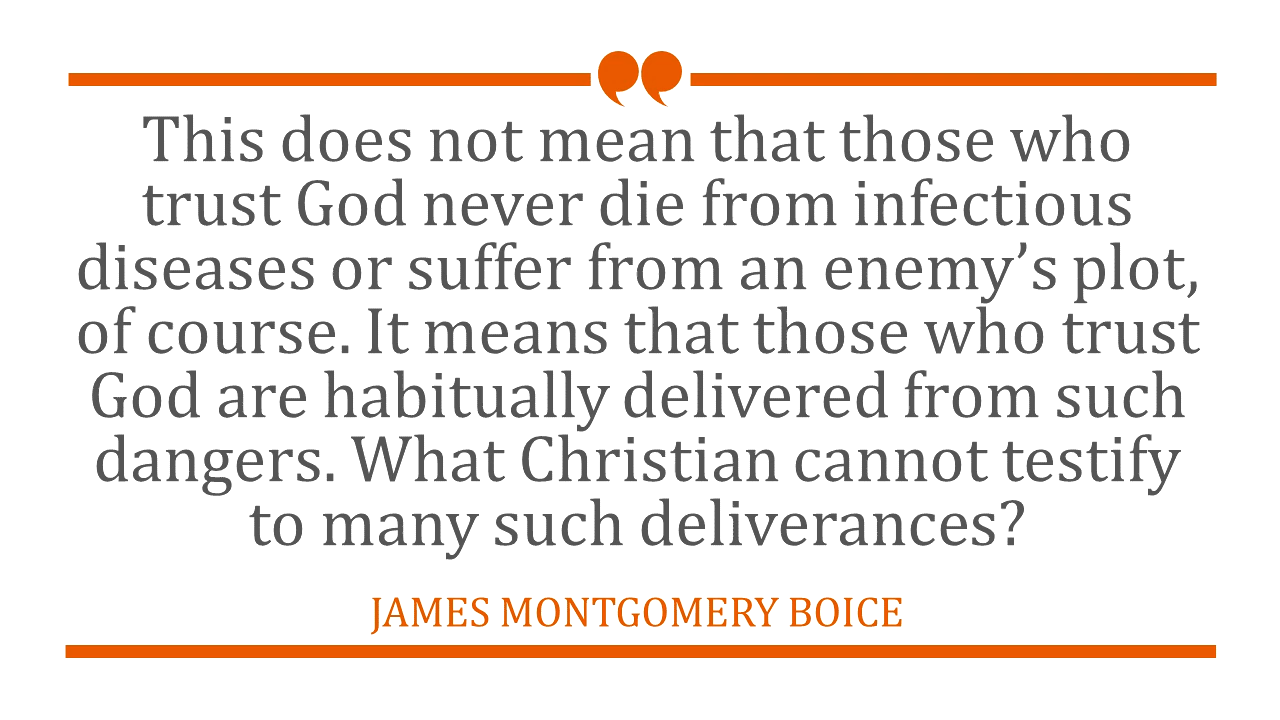 This does not mean that those who
trust God never die from infectious
diseases or suffer from an enemy’s plot,
of course. It means that those who trust
God are habitually delivered from such
dangers. What Christian cannot testify
to many such deliverances?
JAMES MONTGOMERY BOICE